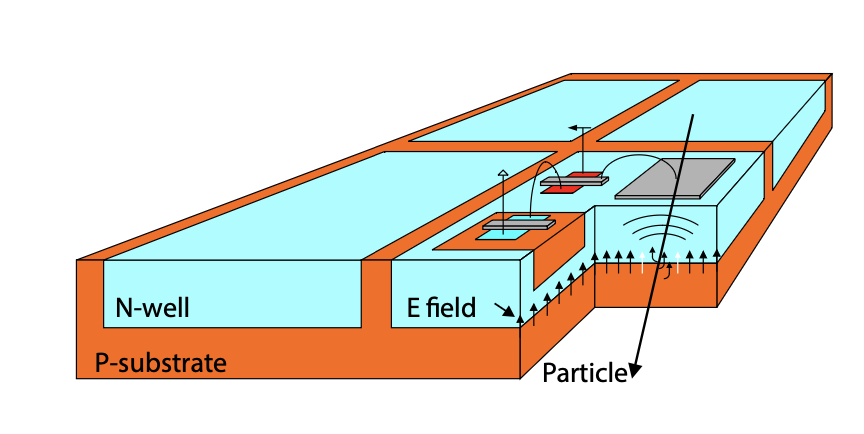 N-well
E field
P-substrate
Particle